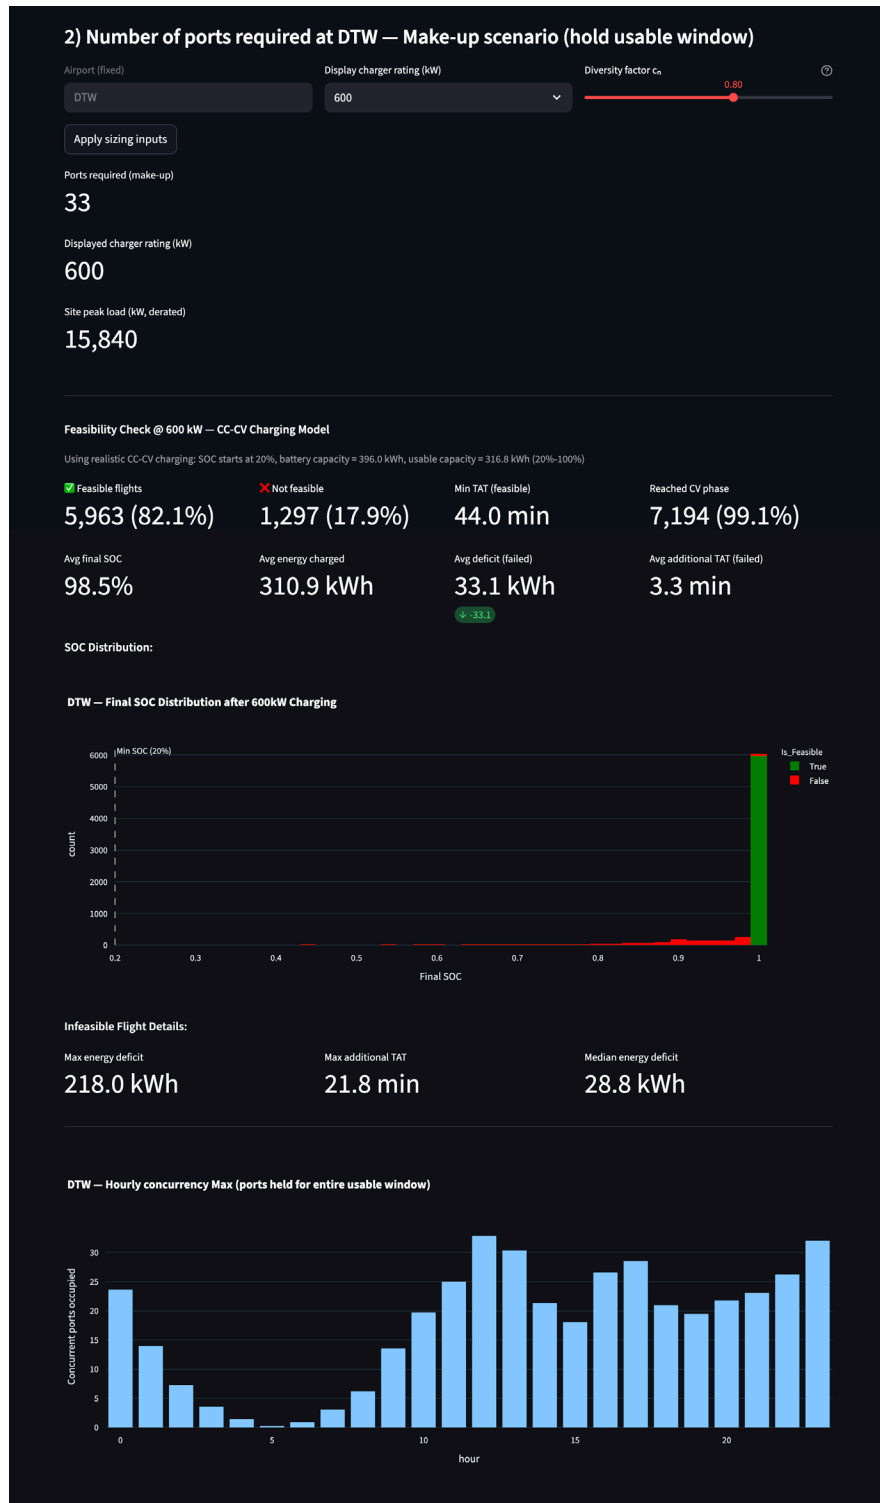 2) Number of ports required at DTW — Make-up scenario (hold usable window)
Airport (fixed)
Display charger rating (kW)
Diversity factor cₙ
0.80
DTW
600
Apply sizing inputs
Ports required (make-up)
33
Displayed charger rating (kW)
600
Site peak load (kW, derated)
15,840
Feasibility Check @ 600 kW — CC-CV Charging Model
Using realistic CC-CV charging: SOC starts at 20%, battery capacity = 396.0 kWh, usable capacity = 316.8 kWh (20%-100%)
✅ Feasible flights
❌ Not feasible
Min TAT (feasible)
Reached CV phase
5,963 (82.1%)
1,297 (17.9%)
44.0 min
7,194 (99.1%)
Avg final SOC
Avg energy charged
Avg deficit (failed)
Avg additional TAT (failed)
98.5%
310.9 kWh
33.1 kWh
3.3 min
↓ -33.1
SOC Distribution:
DTW — Final SOC Distribution after 600kW Charging
Min SOC (20%)
Is_Feasible
True
False
6000
5000
4000
3000
2000
1000
0
count
0.2
0.3
0.4
0.5
0.6
0.7
0.8
0.9
1
Final SOC
Infeasible Flight Details:
Max energy deficit
Max additional TAT
Median energy deficit
218.0 kWh
21.8 min
28.8 kWh
DTW — Hourly concurrency Max (ports held for entire usable window)
30
25
20
15
10
5
0
Concurrent ports occupied
0
5
10
15
20
hour